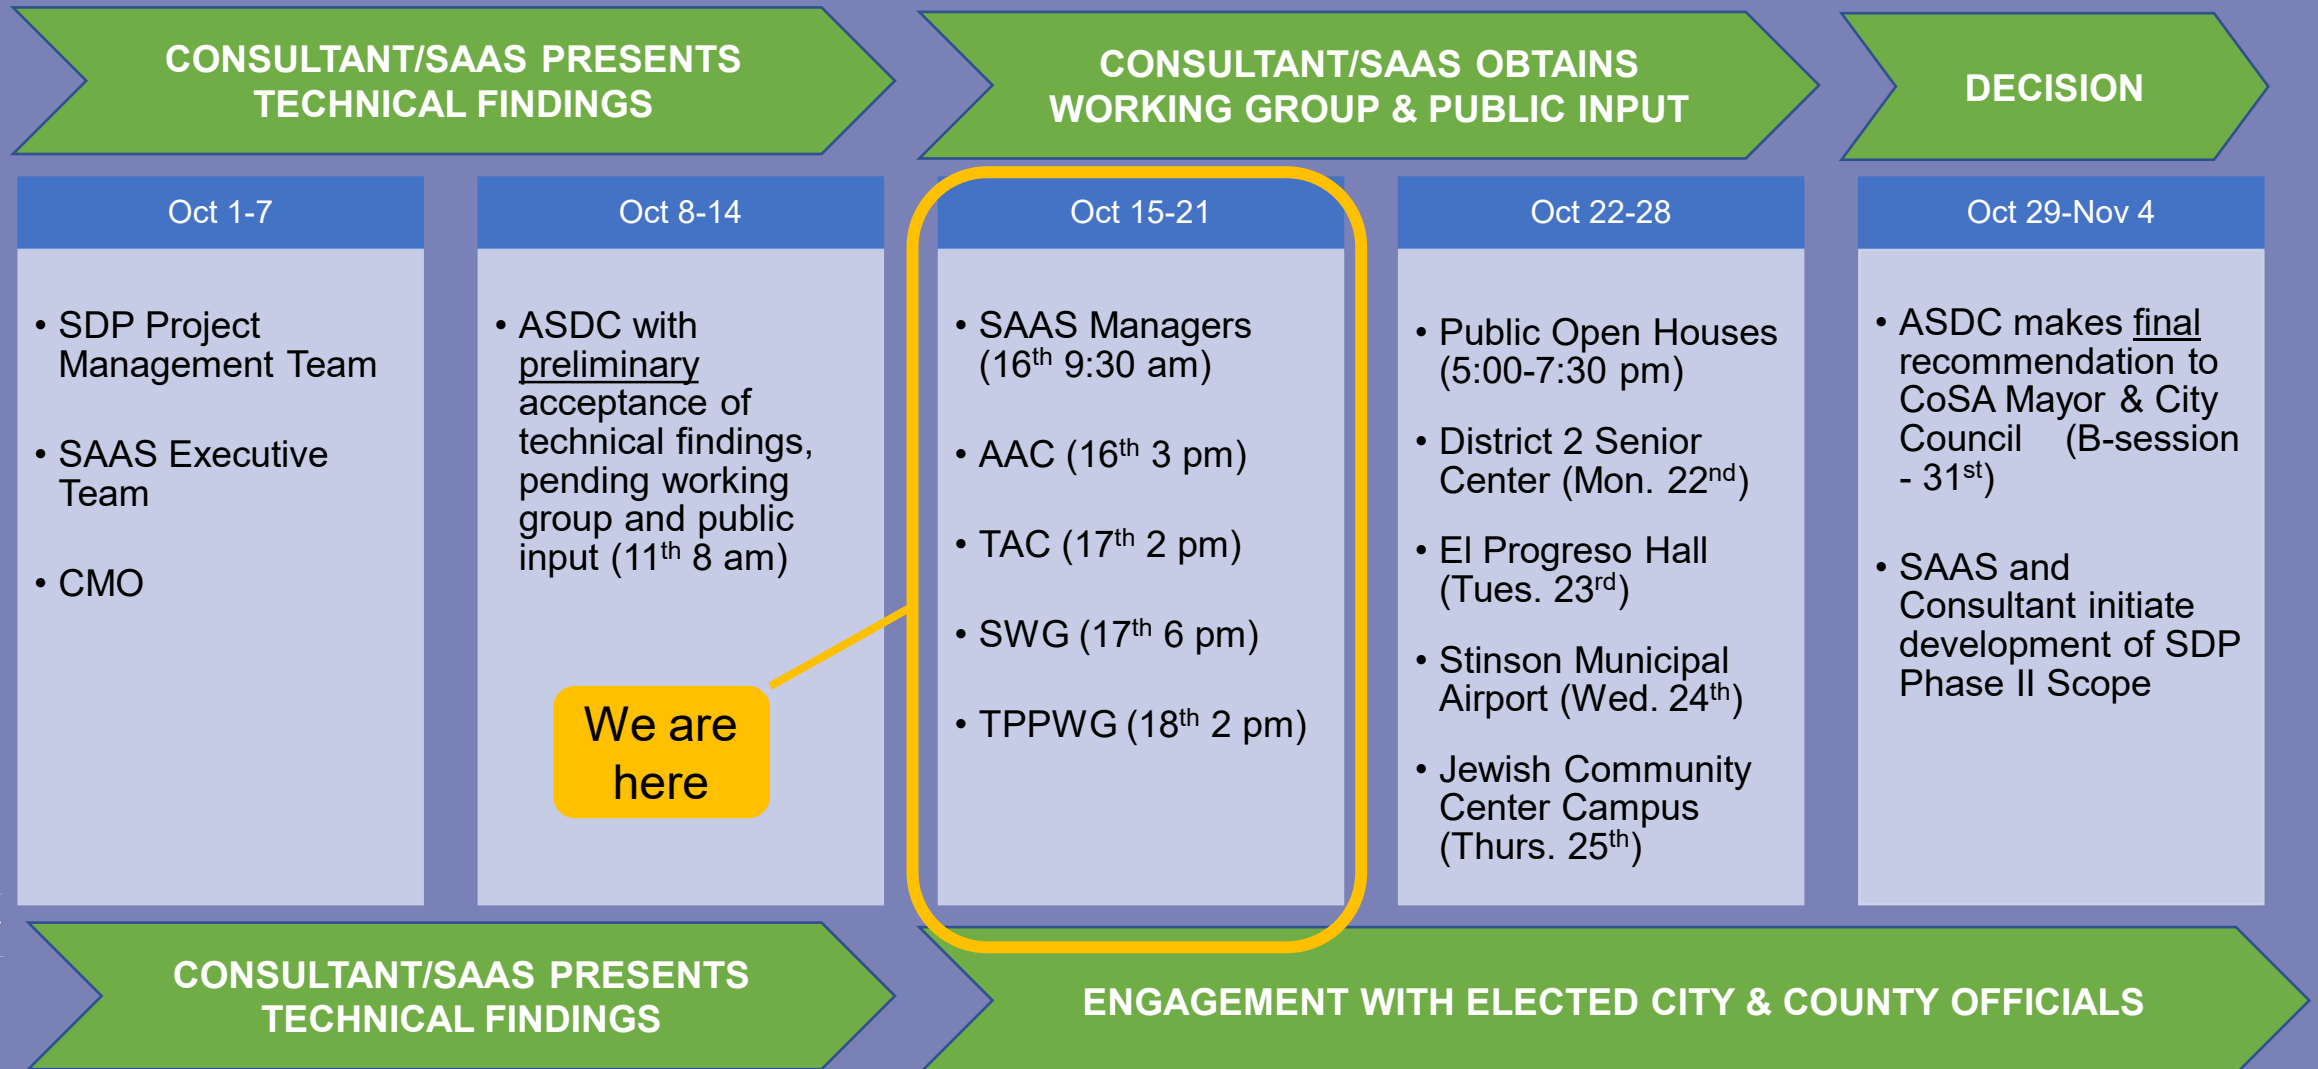 CONSULTANT/SAAS PRESENTS
TECHNICAL FINDINGS
CONSULTANT/SAAS OBTAINS
WORKING GROUP & PUBLIC INPUT
DECISION
Oct 1-7
• SDP Project
Management Team
• SAAS Executive
Team
• CMO
Oct 8-14
• ASDC with
preliminary
acceptance of
technical findings,
pending working
group and public
input (11th 8 am)
We are
here
Oct 15-21
• SAAS Managers
(16th 9:30 am)
• AAC (16th 3 pm)
• TAC (17th 2 pm)
• SWG (17th 6 pm)
• TPPWG (18th 2 pm)
Oct 22-28
• Public Open Houses
(5:00-7:30 pm)
• District 2 Senior
Center (Mon. 22nd)
• El Progreso Hall
(Tues. 23rd)
• Stinson Municipal
Airport (Wed. 24th)
• Jewish Community
Center Campus
(Thurs. 25th)
Oct 29-Nov 4
• ASDC makes final
recommendation to
CoSA Mayor & City
Council (B-session
- 31st)
• SAAS and
Consultant initiate
development of SDP
Phase II Scope
CONSULTANT/SAAS PRESENTS
TECHNICAL FINDINGS
ENGAGEMENT WITH ELECTED CITY & COUNTY OFFICIALS